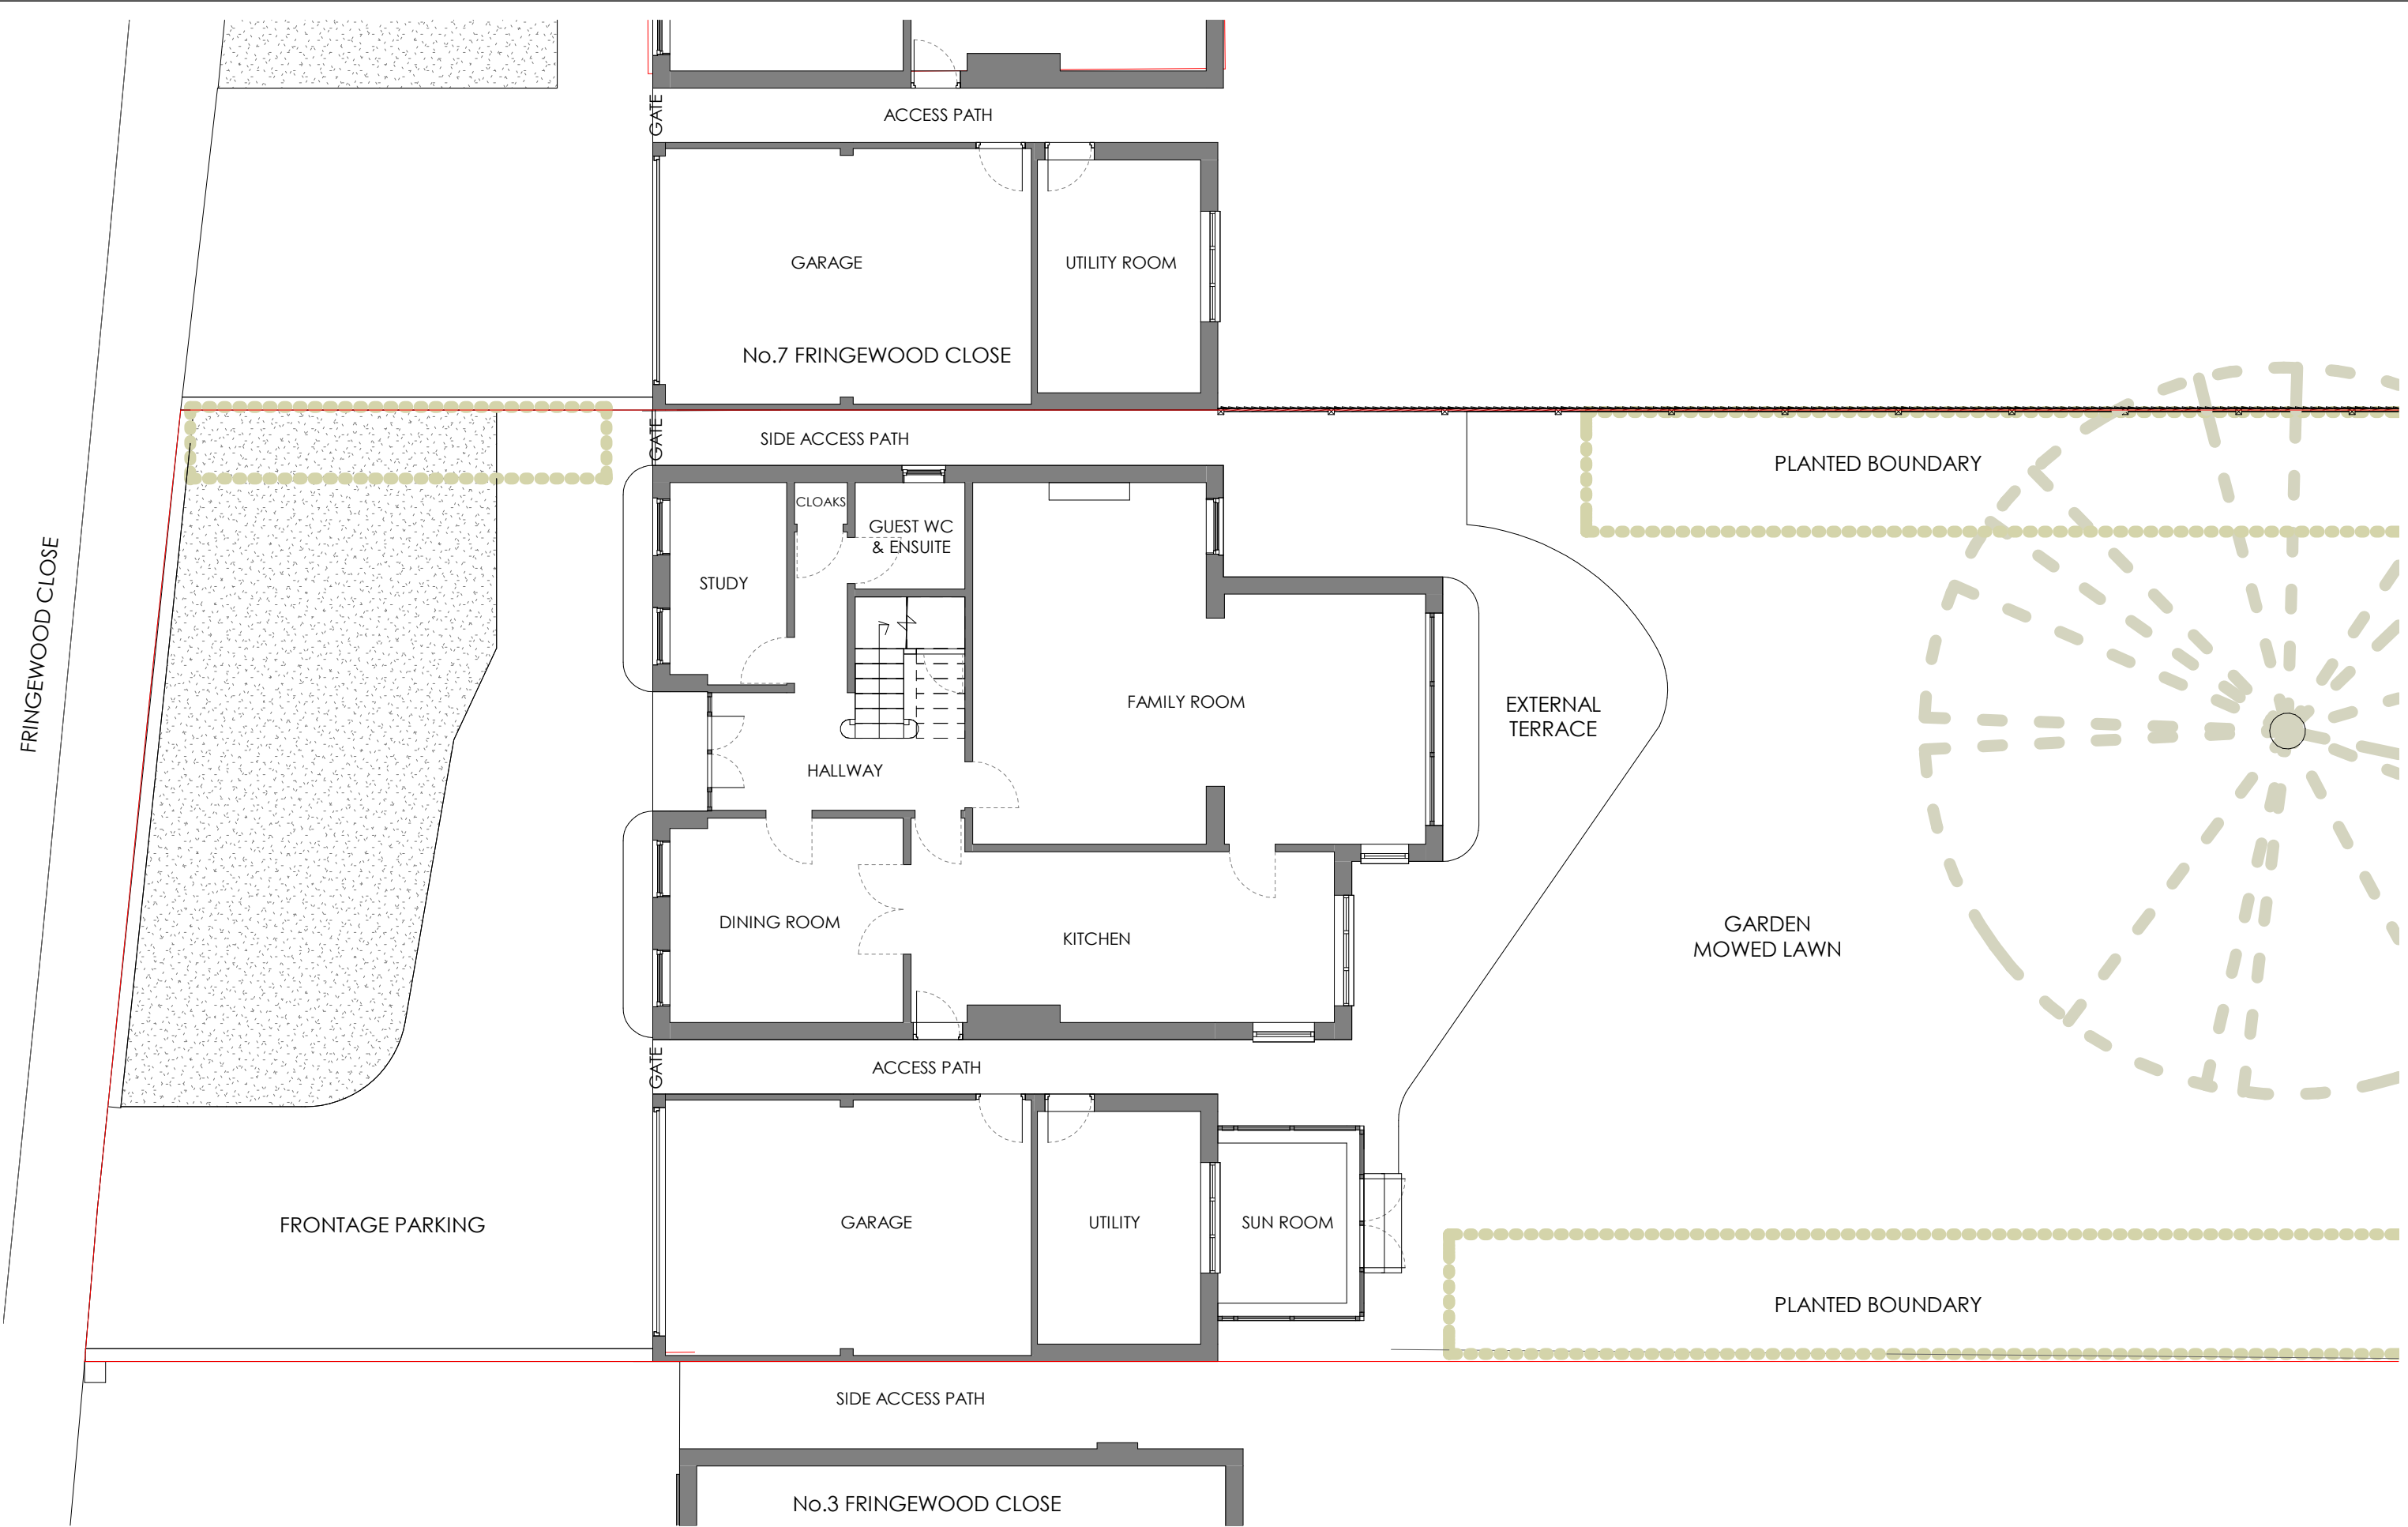 GATE
ACCESS PATH
GARAGE
UTILITY ROOM
No.7 FRINGEWOOD CLOSE
GATE
SIDE ACCESS PATH
PLANTED BOUNDARY
CLOAKS
GUEST WC
& ENSUITE
STUDY
FRINGEWOOD CLOSE
FAMILY ROOM
EXTERNAL
TERRACE
HALLWAY
DINING ROOM
KITCHEN
GARDEN
MOWED LAWN
GATE
ACCESS PATH
FRONTAGE PARKING
GARAGE
UTILITY
SUN ROOM
PLANTED BOUNDARY
SIDE ACCESS PATH
No.3 FRINGEWOOD CLOSE